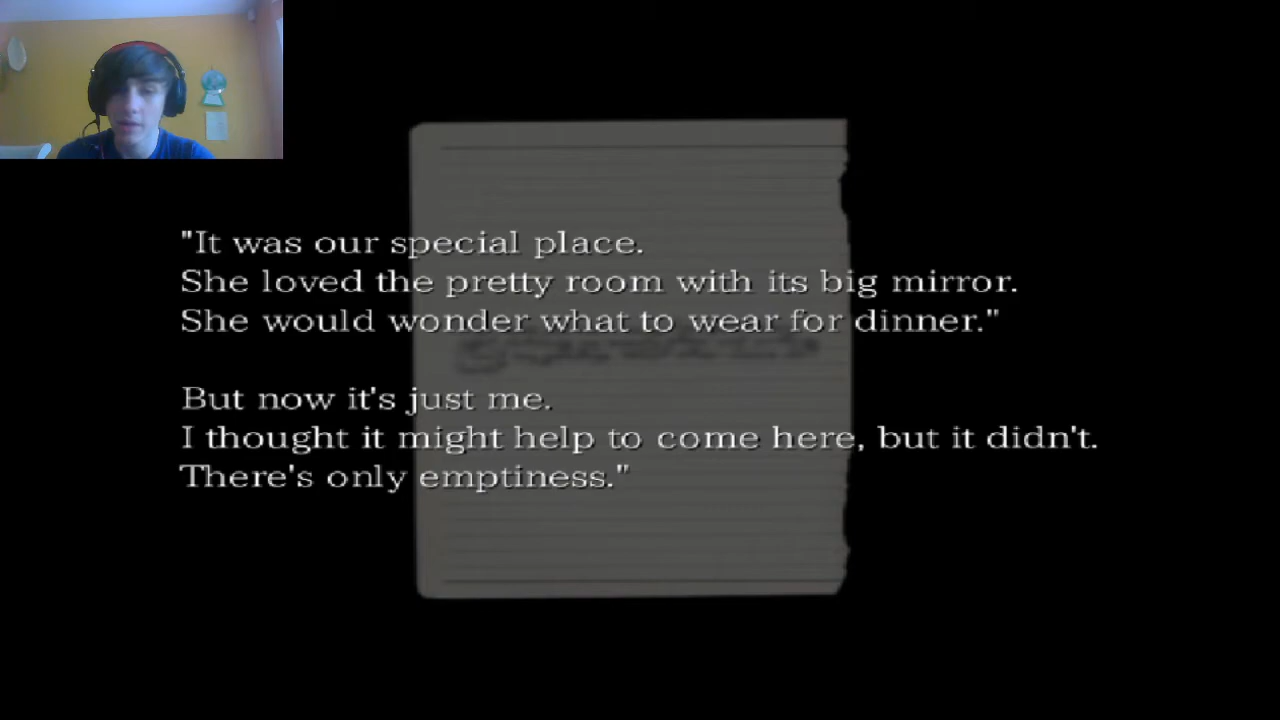 "It was our special place.
She loved the pretty room with its big mirror.
She would wonder what to wear for dinner."
But now it's just me.
I thought it might help to come here, but it didn't.
There's only emptiness."